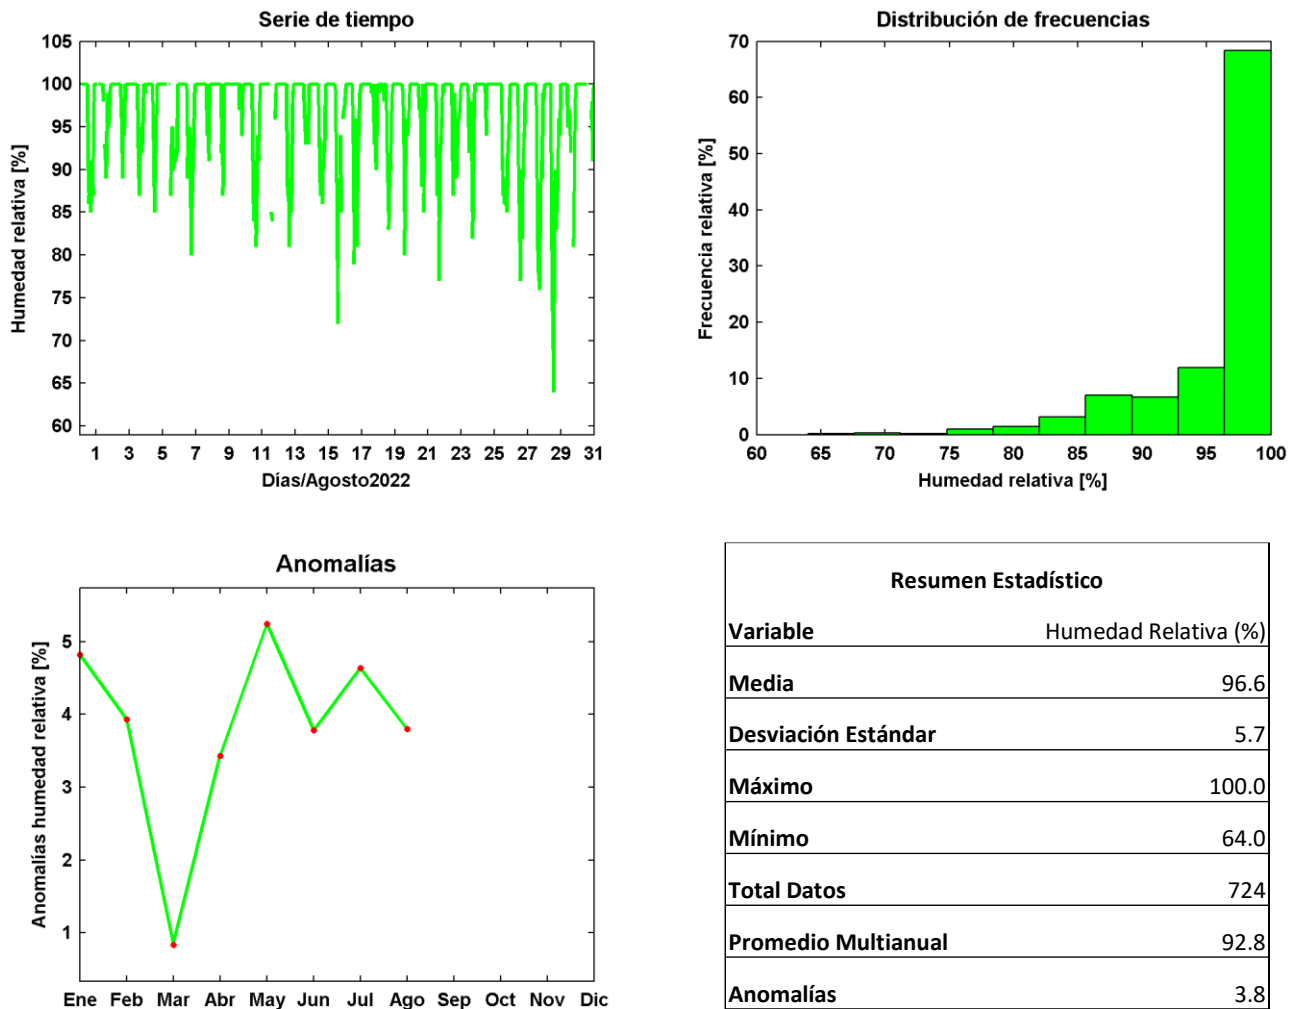 Serie de tiempo
105
100
95
90
85
80
75
70
65
60
Humedad relativa [%]
1 3 5 7 9 11 13 15 17 19 21 23 25 27 29 31
Días/Agosto2022
Distribución de frecuencias
70
60
50
40
30
20
10
0
Frecuencia relativa [%]
60 65 70 75 80 85 90 95 100
Humedad relativa [%]
Anomalías
5
4
3
2
1
Anomalías humedad relativa [%]
Ene Feb Mar Abr May Jun Jul Ago Sep Oct Nov Dic
Resumen Estadístico
Variable Humedad Relativa (%)
Media 96.6
Desviación Estándar 5.7
Máximo 100.0
Mínimo 64.0
Total Datos 724
Promedio Multianual 92.8
Anomalías 3.8